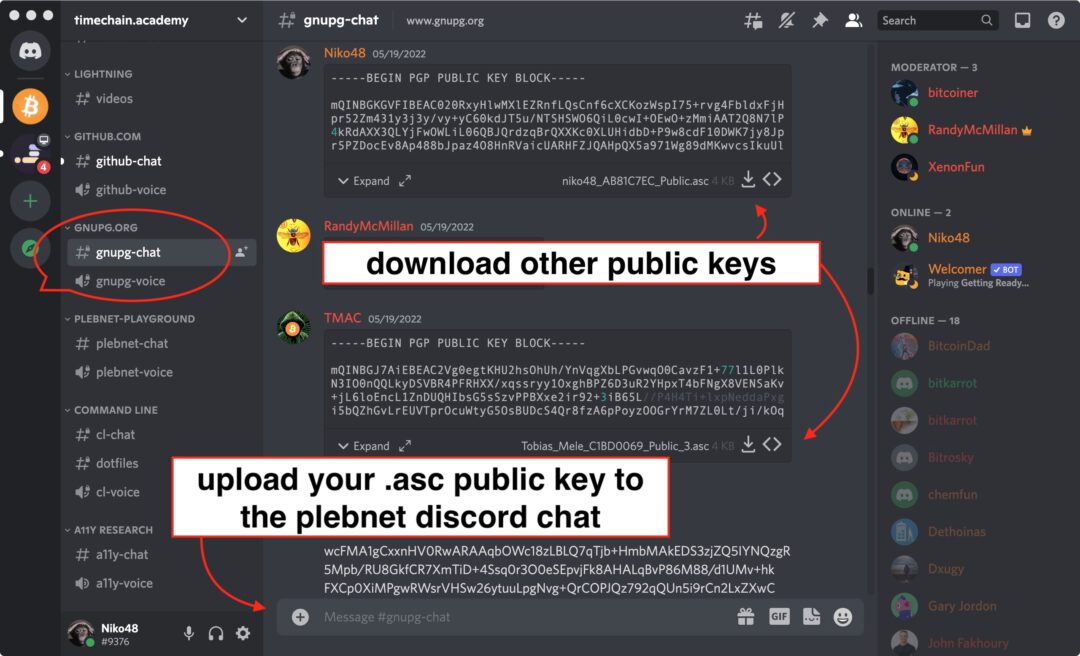 timechain.academy
gnupg-chat
www.gnupg.org
Search
LIGHTNING
videos
GITHUB.COM
github-chat
github-voice
GNUPG.ORG
gnupg-chat
gnupg-voice
PLEBNET-PLAYGROUND
plebnet-chat
plebnet-voice
COMMAND LINE
cl-chat
dotfiles
cl-voice
A11Y RESEARCH
a11y-chat
a11y-voice
4
Niko48
#9376
Niko48 05/19/2022
-----BEGIN PGP PUBLIC KEY BLOCK-----
mQINBGKGVFIBEAC020RxyHlwMXlEZRnfLQsCnf6cXCKozWspI75+rvg4FbldxFjH
pr52Zm431y3j3y/vy+yC60kdJT5u/NTSHSWO6QiL0cwI+OEwO+zMmiAAT2Q8N7lP
4kRdAXX3QLYjFwOWLiL06QBJQrdzqBrQXXKc0XLUHidbD+P9w8cdF10DWK7jy8Jp
r5PZDocEv8Ap488bJpaz4O8HnRVaicUARHFZJQAHpQX5a971Wg89dMKwvcsIkuUl
Expand
niko48_AB81C7EC_Public.asc 4 KB
RandyMcMillan 05/19/2022
download other public keys
TMAC 05/19/2022
-----BEGIN PGP PUBLIC KEY BLOCK-----
mQINBGJ7AiEBEAC2Vg0egtKHU2hsOhUh/YnVqgXbLPGvwqO0CavzF1+77l1L0Plk
N3IO0nQQLkyDSVBR4PFRHXX/xqssryy1OxghBPZ6D3uR2YHpxT4bFNgX8VENSaKv
+jL6loEncL1ZnDUQHIbsG5sSzvPPBXxe2ir92+3iB65L//P4H4Ti+lxpNeddaPxg
i5bQZhGvLrEUVTprOcuWtyG5OsBUDcS4Qr8fzA6pPoyzOOGrYrM7ZL0Lt/ji/kOq
Expand
Tobias_Mele_C1BD0069_Public_3.asc 4 KB
upload your .asc public key to
the plebnet discord chat
wcFMA1gCxxnHV0RwARAAqbOWc18zLBLQ7qTjb+HmbMAkEDS3zjZQ5IYNQzgR
5Mpb/RU8GkfCR7XmTiD+4Ssq0r3O0eSEpvjFk8AHALqBvP86M88/d1UMv+hk
FXCp0XiMPgwRWsrVHSw26ytuuLpgNvg+QrCOPJQz792qQUn5i9rCn2LxZXwC
Message #gnupg-chat
GIF
MODERATOR — 3
bitcoiner
RandyMcMillan
XenonFun
ONLINE — 2
Niko48
Welcomer BOT
Playing Getting Ready...
OFFLINE — 18
BitcoinDad
bitkarrot
bitkarrot
Bitrosky
chemfun
Dethoinas
Dxugy
Gary Jordon
John Fakhoury